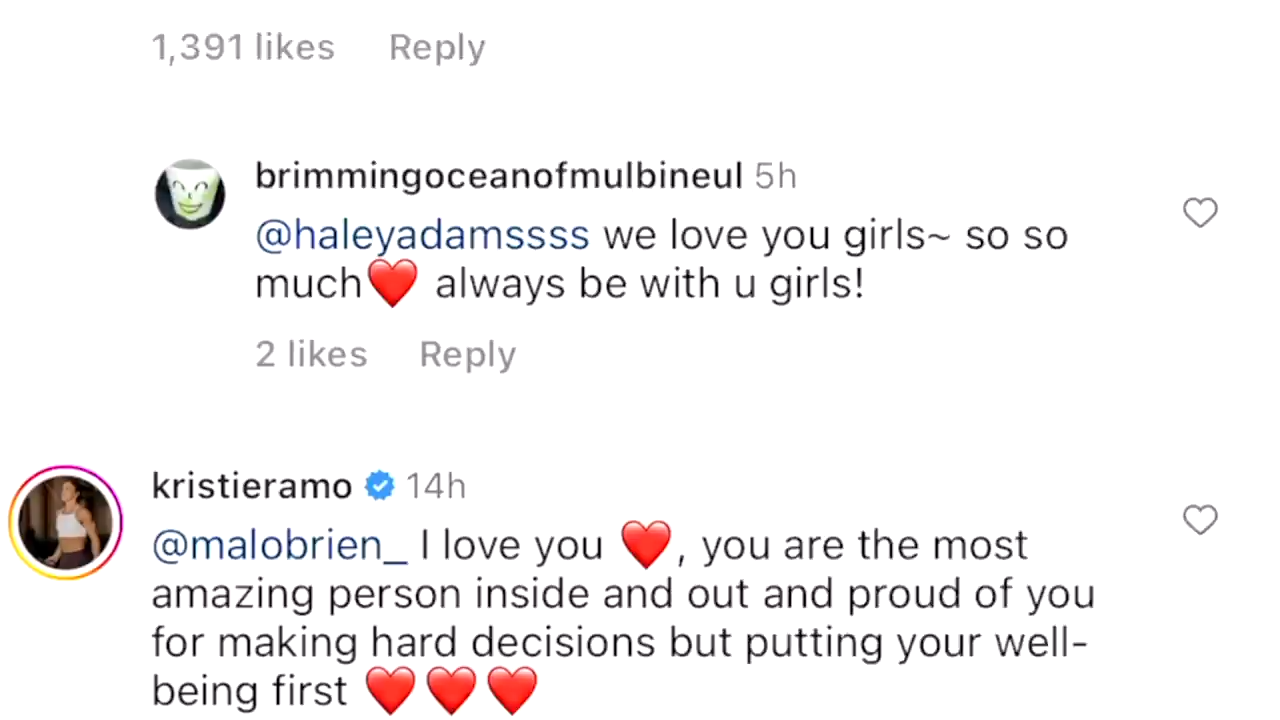 1,391 likes Reply
brimmingoceanofmulbineul 5h
@haleyadamssss we love you girls~ so so
much❤️ always be with u girls!
2 likes Reply
kristieramo 14h
@malobrien_ I love you ❤️, you are the most
amazing person inside and out and proud of you
for making hard decisions but putting your well-
being first ❤️❤️❤️